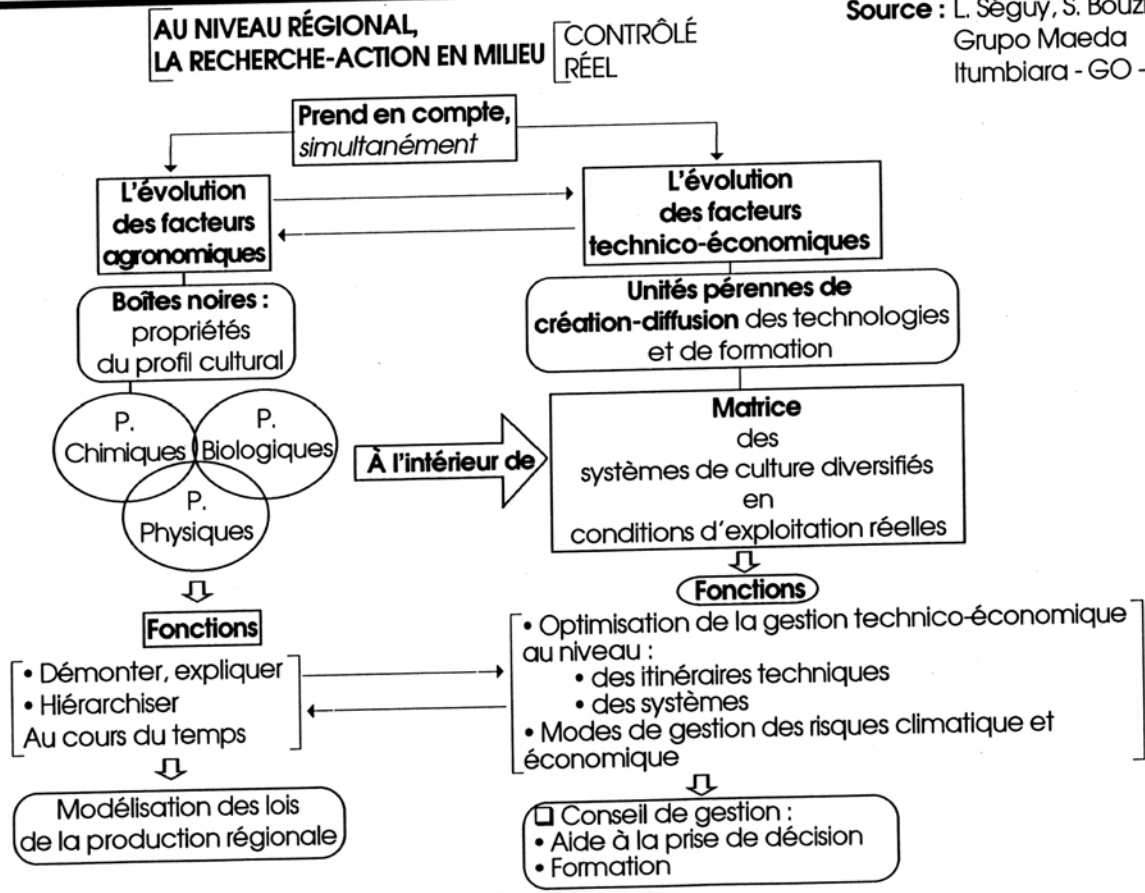 AU NIVEAU RÉGIONAL,
LA RECHERCHE-ACTION EN MILIEU
CONTRÔLÉ
RÉEL
Source : L. Séguy, S.
Grupo Maeda
Itumbiara - GO -
Prend en compte,
simultanément
L'évolution
des facteurs
agronomiques
L'évolution
des facteurs
technico-économiques
Boîtes noires :
propriétés
du profil cultural
Unités pérennes de
création-diffusion des technologies
et de formation
P.
Chimiques
P.
Biologiques
P.
Physiques
À l'intérieur de
Matrice
des
systèmes de culture diversifiés
en
conditions d'exploitation réelles
Fonctions
• Démonter, expliquer
• Hiérarchiser
Au cours du temps
Fonctions
• Optimisation de la gestion technico-économique
au niveau :
• des itinéraires techniques
• des systèmes
• Modes de gestion des risques climatique et
économique
Modélisation des lois
de la production régionale
❑ Conseil de gestion :
• Aide à la prise de décision
• Formation